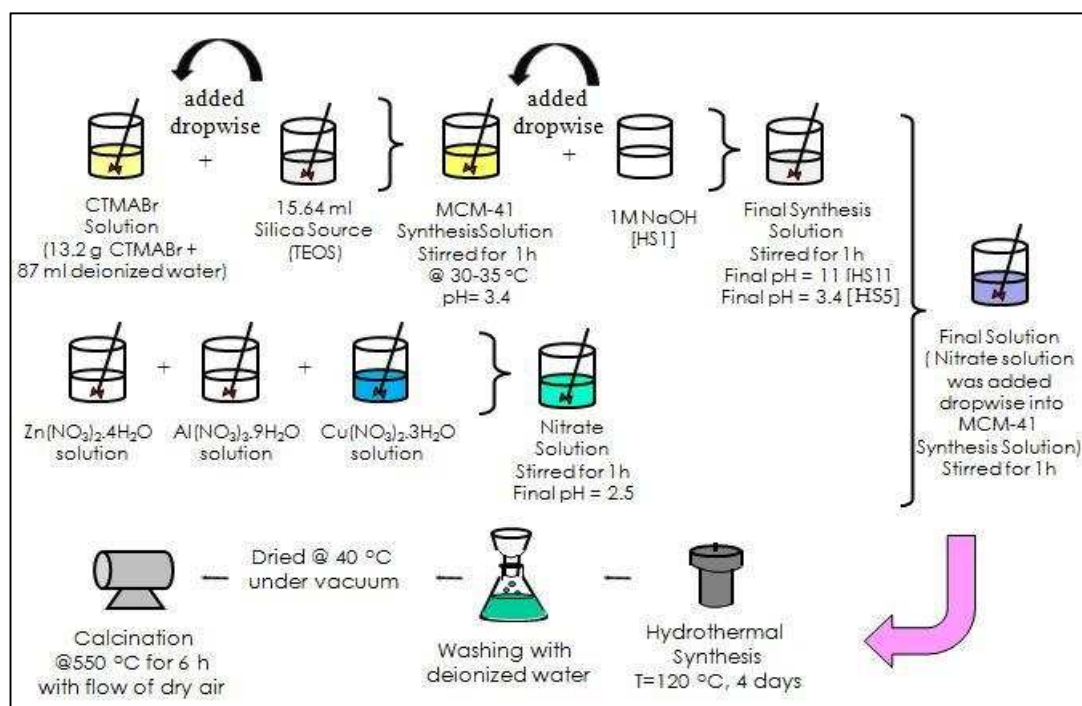 added
dropwise
added
dropwise
+
+
CTMABr
Solution
(13.2 g CTMABr +
87 ml deionized water)
15.64 ml
Silica Source
(TEOS)
MCM-41
SynthesisSolution
Stirred for 1h
@ 30-35 °C
pH= 3.4
1M NaOH
[HS1]
Final Synthesis
Solution
Stirred for 1h
Final pH = 11 [HS11
Final pH = 3.4 [HS5]
Final Solution
( Nitrate solution
was added
dropwise into
MCM-41
Synthesis Solution)
Stirred for 1h
+
+
Zn(NO3)2.4H2O
solution
Al(NO3)3.9H2O
solution
Cu(NO3)2.3H2O
solution
Nitrate
Solution
Stirred for 1h
Final pH = 2.5
Dried @ 40 °C
under vacuum
Calcination
@550 °C for 6 h
with flow of dry air
Washing with
deionized water
Hydrothermal
Synthesis
T=120 °C, 4 days